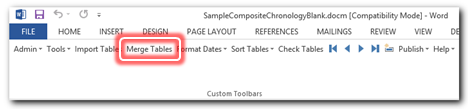 SampleCompositeChronologyBlank.docm [Compatibility Mode] - Word
FILE HOME INSERT DESIGN PAGE LAYOUT REFERENCES MAILINGS REVIEW VIEW
Admin Tools Import Table Merge Tables Format Dates Sort Tables Check Tables Publish Help
Custom Toolbars